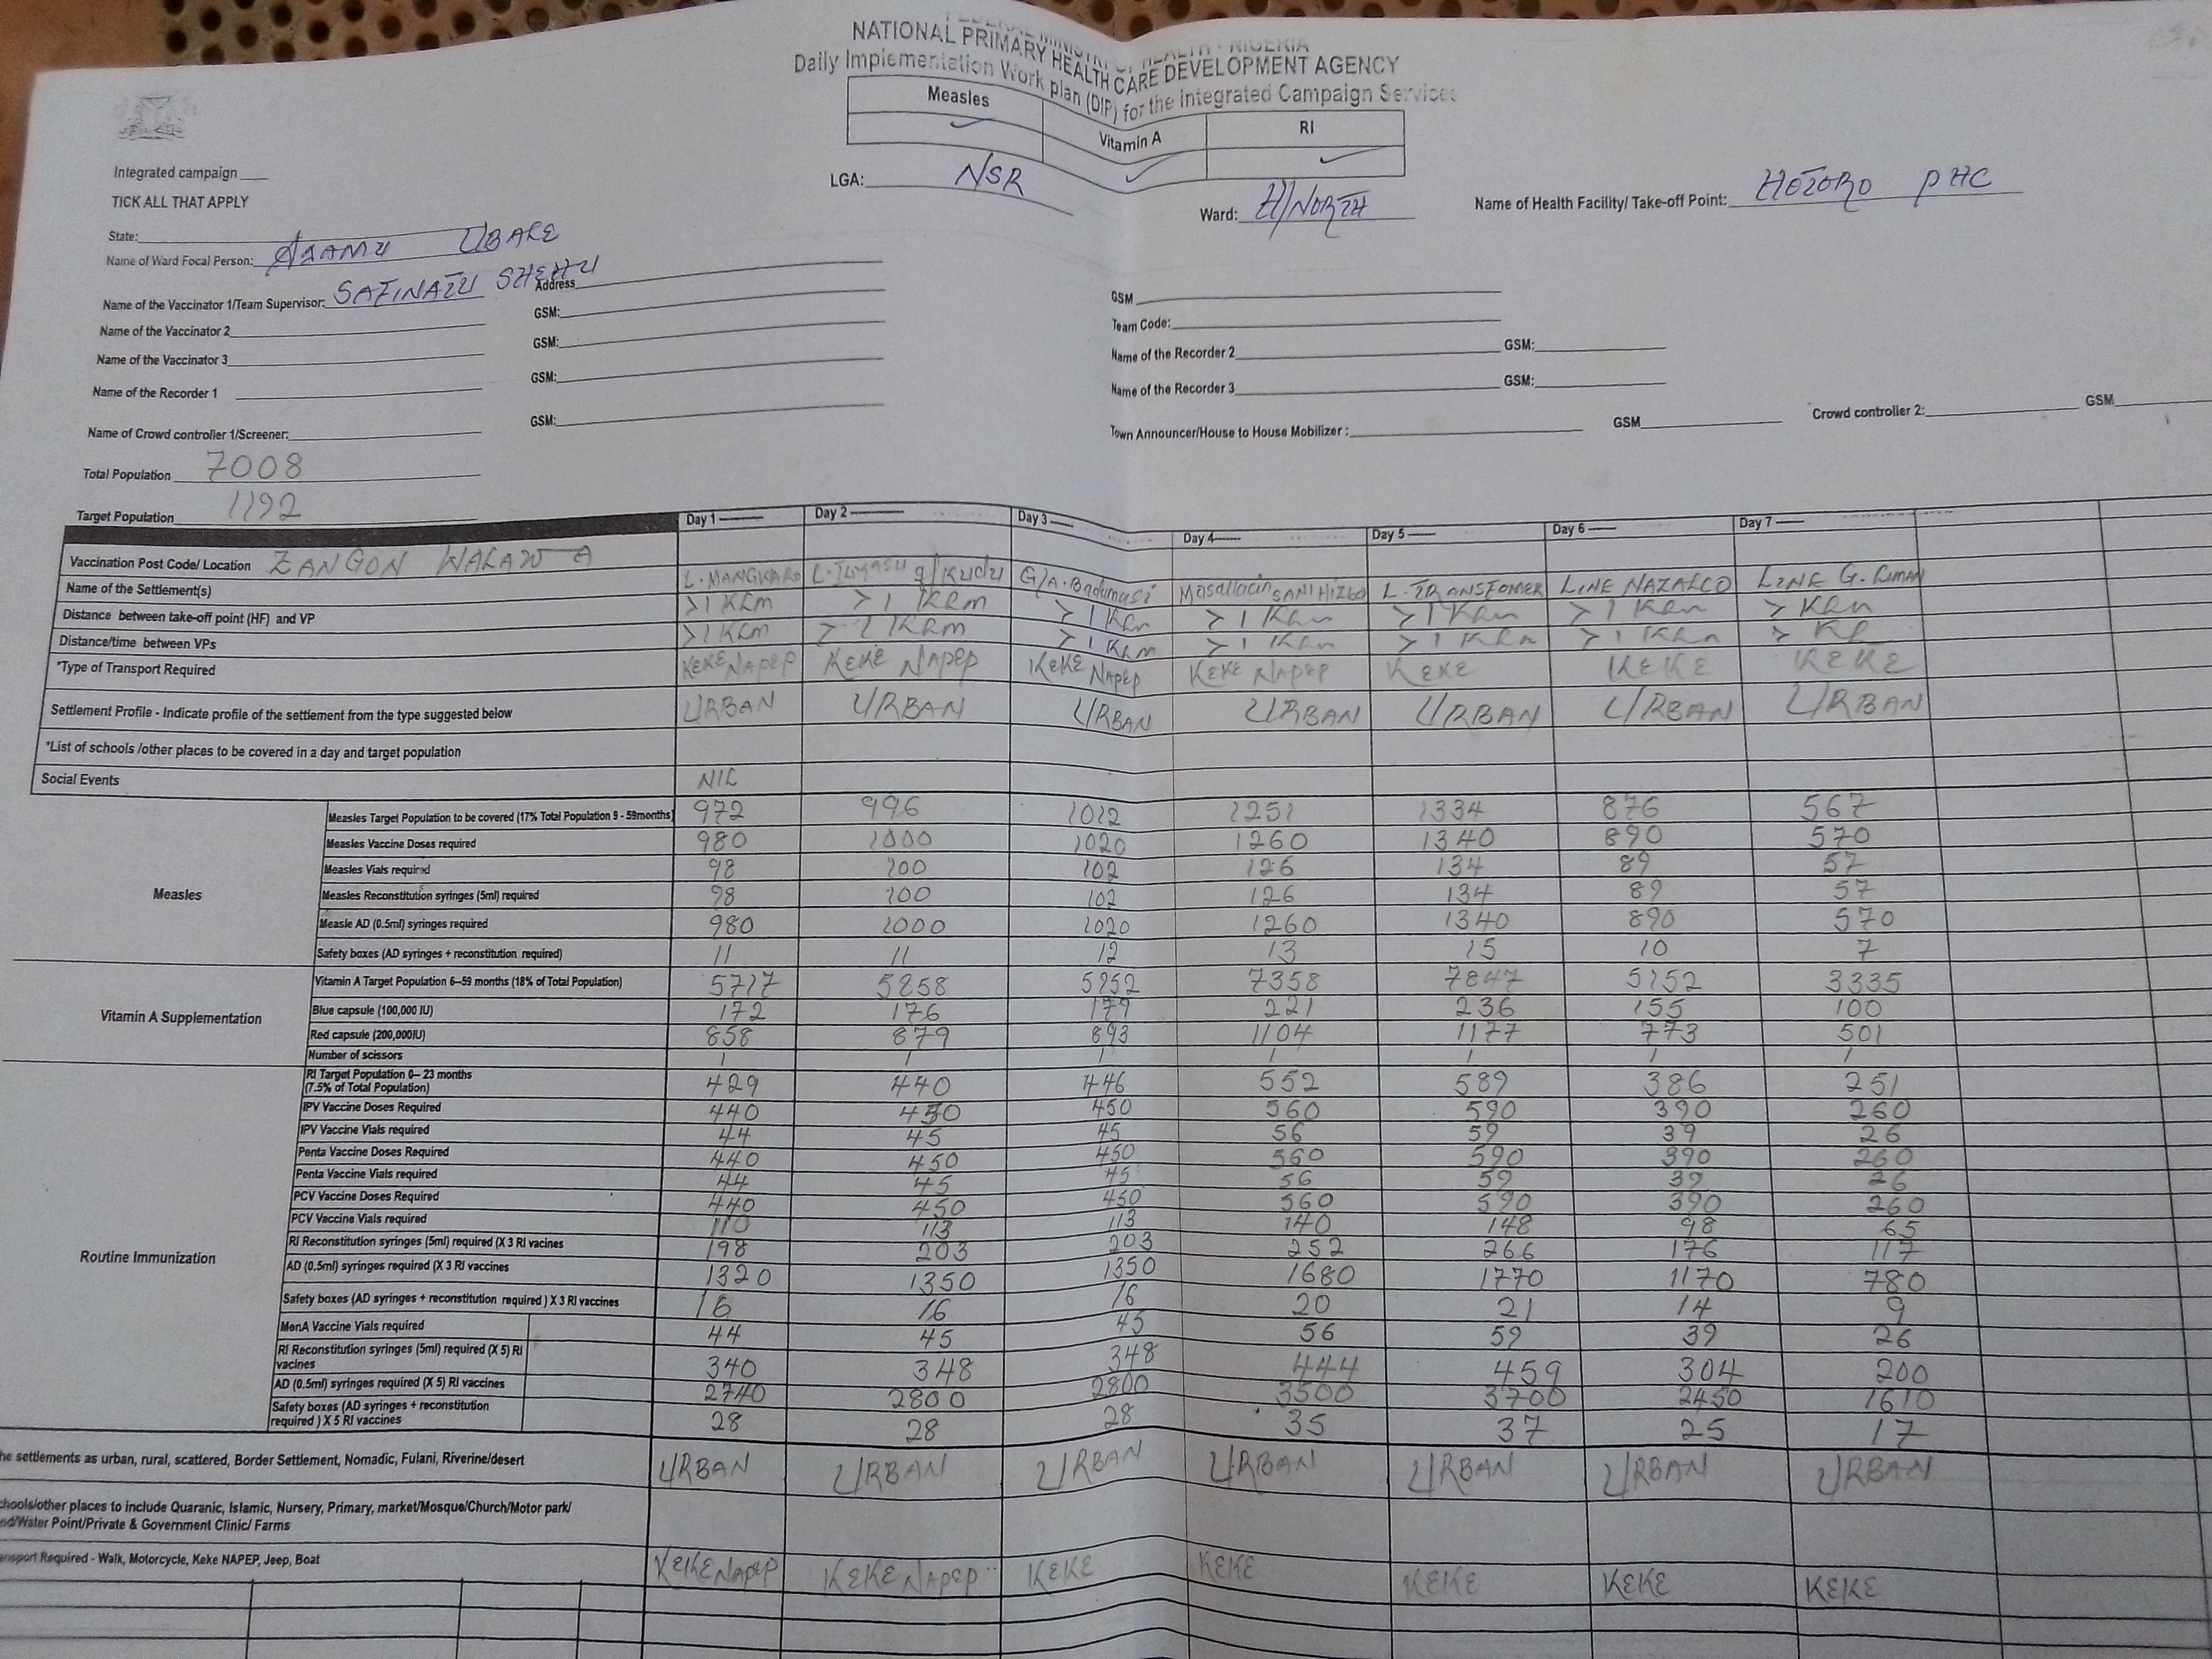 FEDERAL MINISTRY OF HEALTH - NIGERIA
NATIONAL PRIMARY HEALTH CARE DEVELOPMENT AGENCY
Daily Implementation Work plan (DIP) for the Integrated Campaign Services
Measles Vitamin A RI
✓ ✓ ✓
Integrated campaign
TICK ALL THAT APPLY
LGA: NSR Ward: H/NORTH Name of Health Facility/ Take-off Point: HOTORO PHC
State:
Name of Ward Focal Person:
Name of the Vaccinator 1/Team Supervisor: SAFINATU SHEHU Address GSM
Name of the Vaccinator 2 GSM: Team Code:
Name of the Vaccinator 3 GSM: Name of the Recorder 2 GSM:
Name of the Recorder 1 GSM: Name of the Recorder 3 GSM:
Name of Crowd controller 1/Screener: GSM: Town Announcer/House to House Mobilizer : GSM Crowd controller 2: GSM
Total Population 7008
Target Population 1192
Day 1 Day 2 Day 3 Day 4 Day 5 Day 6 Day 7
Vaccination Post Code/ Location ZANGON
Name of the Settlement(s) L. MANGWARO G/A. Badumasi Masallacin SANI L. TRANSFOMER LINE NAZALCO LINE G.
Distance between take-off point (HF) and VP >1 KLm >1 KLm >1 KLm >1 KLm >1 KLm >1 KLm > KLm
Distance/time between VPs >1 KLm >1 KLm >1 KLm >1 KLm >1 KLm >1 KLm
*Type of Transport Required KEKE NAPEP KEKE NAPEP KEKE NAPEP KEKE NAPEP KEKE KEKE KEKE
Settlement Profile - Indicate profile of the settlement from the type suggested below URBAN URBAN URBAN URBAN URBAN URBAN URBAN
*List of schools /other places to be covered in a day and target population
Social Events NIL
Measles
Measles Target Population to be covered (17% Total Population 9 - 59months) 972 996 1012 1251 1334 876 567
Measles Vaccine Doses required 980 1000 1020 1260 1340 890 570
Measles Vials required 98 100 102 126 134 89 57
Measles Reconstitution syringes (5ml) required 98 100 102 126 134 89 57
Measle AD (0.5ml) syringes required 980 1000 1020 1260 1340 890 570
Safety boxes (AD syringes + reconstitution required) 11 11 12 13 15 10 7
Vitamin A Supplementation
Vitamin A Target Population 6–59 months (18% of Total Population) 5717 5858 5952 7358 7847 5152 3335
Blue capsule (100,000 IU) 172 176 179 221 236 155 100
Red capsule (200,000IU) 858 879 893 1104 1177 773 501
Number of scissors 1 1 1 1 1 1 1
Routine Immunization
RI Target Population 0– 23 months
(7.5% of Total Population) 429 440 446 552 589 386 251
IPV Vaccine Doses Required 440 450 450 560 590 390 260
IPV Vaccine Vials required 44 45 45 56 59 39 26
Penta Vaccine Doses Required 440 450 450 560 590 390 260
Penta Vaccine Vials required 44 45 45 56 59 39 26
PCV Vaccine Doses Required 440 450 450 560 590 390 260
PCV Vaccine Vials required 110 113 113 140 148 98 65
RI Reconstitution syringes (5ml) required (X 3 RI vacines 198 203 203 252 266 176 117
AD (0.5ml) syringes required (X 3 RI vaccines 1320 1350 1350 1680 1770 1170 780
Safety boxes (AD syringes + reconstitution required ) X 3 RI vaccines 16 16 16 20 21 14 9
MenA Vaccine Vials required 44 45 45 56 59 39 26
RI Reconstitution syringes (5ml) required (X 5) RI
vacines 340 348 348 444 459 304 200
AD (0.5ml) syringes required (X 5) RI vaccines 2740 2800 2800 3500 3700 2450 1610
Safety boxes (AD syringes + reconstitution
required ) X 5 RI vaccines 28 28 28 35 37 25 17
he settlements as urban, rural, scattered, Border Settlement, Nomadic, Fulani, Riverine/desert URBAN URBAN URBAN URBAN URBAN URBAN URBAN
chools/other places to include Quaranic, Islamic, Nursery, Primary, market/Mosque/Church/Motor park/
nd/Water Point/Private & Government Clinic/ Farms
ansport Required - Walk, Motorcycle, Keke NAPEP, Jeep, Boat KEKE NAPEP KEKE NAPEP KEKE KEKE KEKE KEKE KEKE